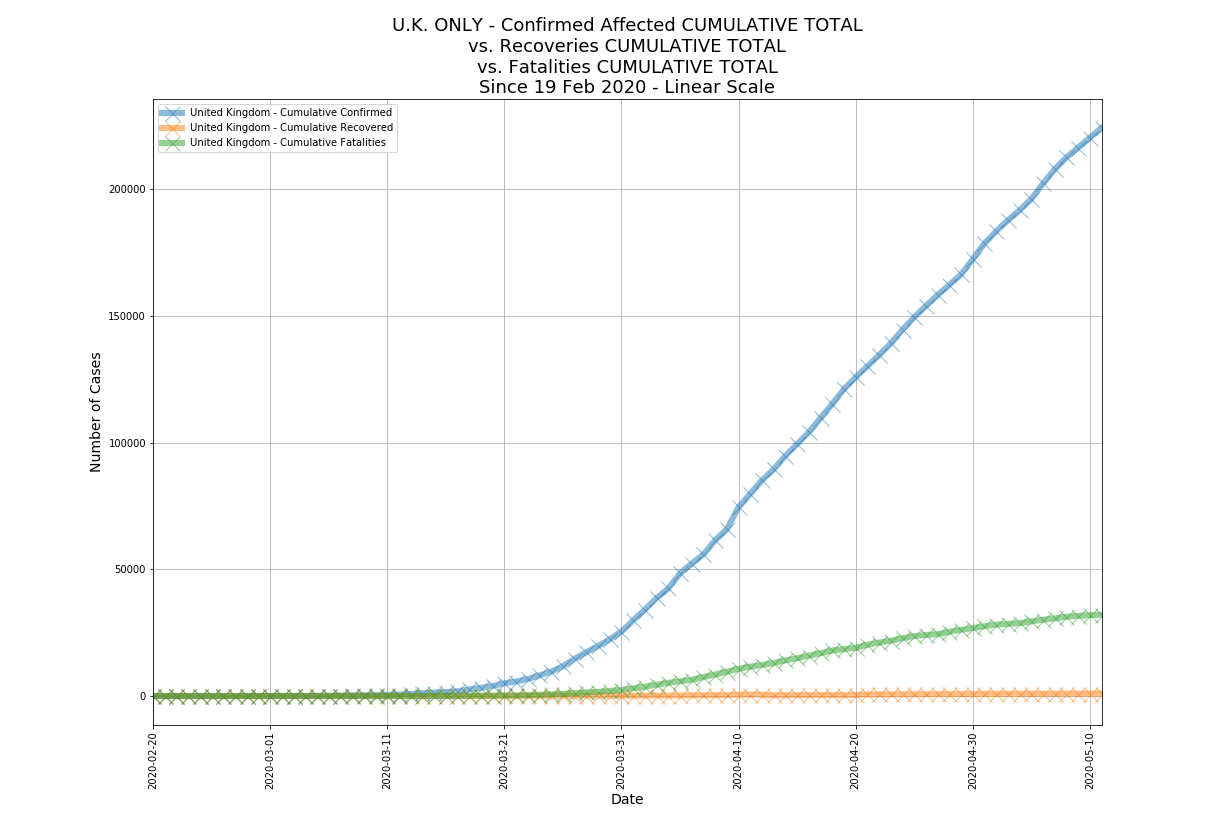 U.K. ONLY - Confirmed Affected CUMULATIVE TOTAL
vs. Recoveries CUMULATIVE TOTAL
vs. Fatalities CUMULATIVE TOTAL
Since 19 Feb 2020 - Linear Scale
United Kingdom - Cumulative Confirmed
United Kingdom - Cumulative Recovered
United Kingdom - Cumulative Fatalities
Number of Cases
200000
150000
100000
50000
0
2020-02-20
2020-03-01
2020-03-11
2020-03-21
2020-03-31
2020-04-10
2020-04-20
2020-04-30
2020-05-10
Date